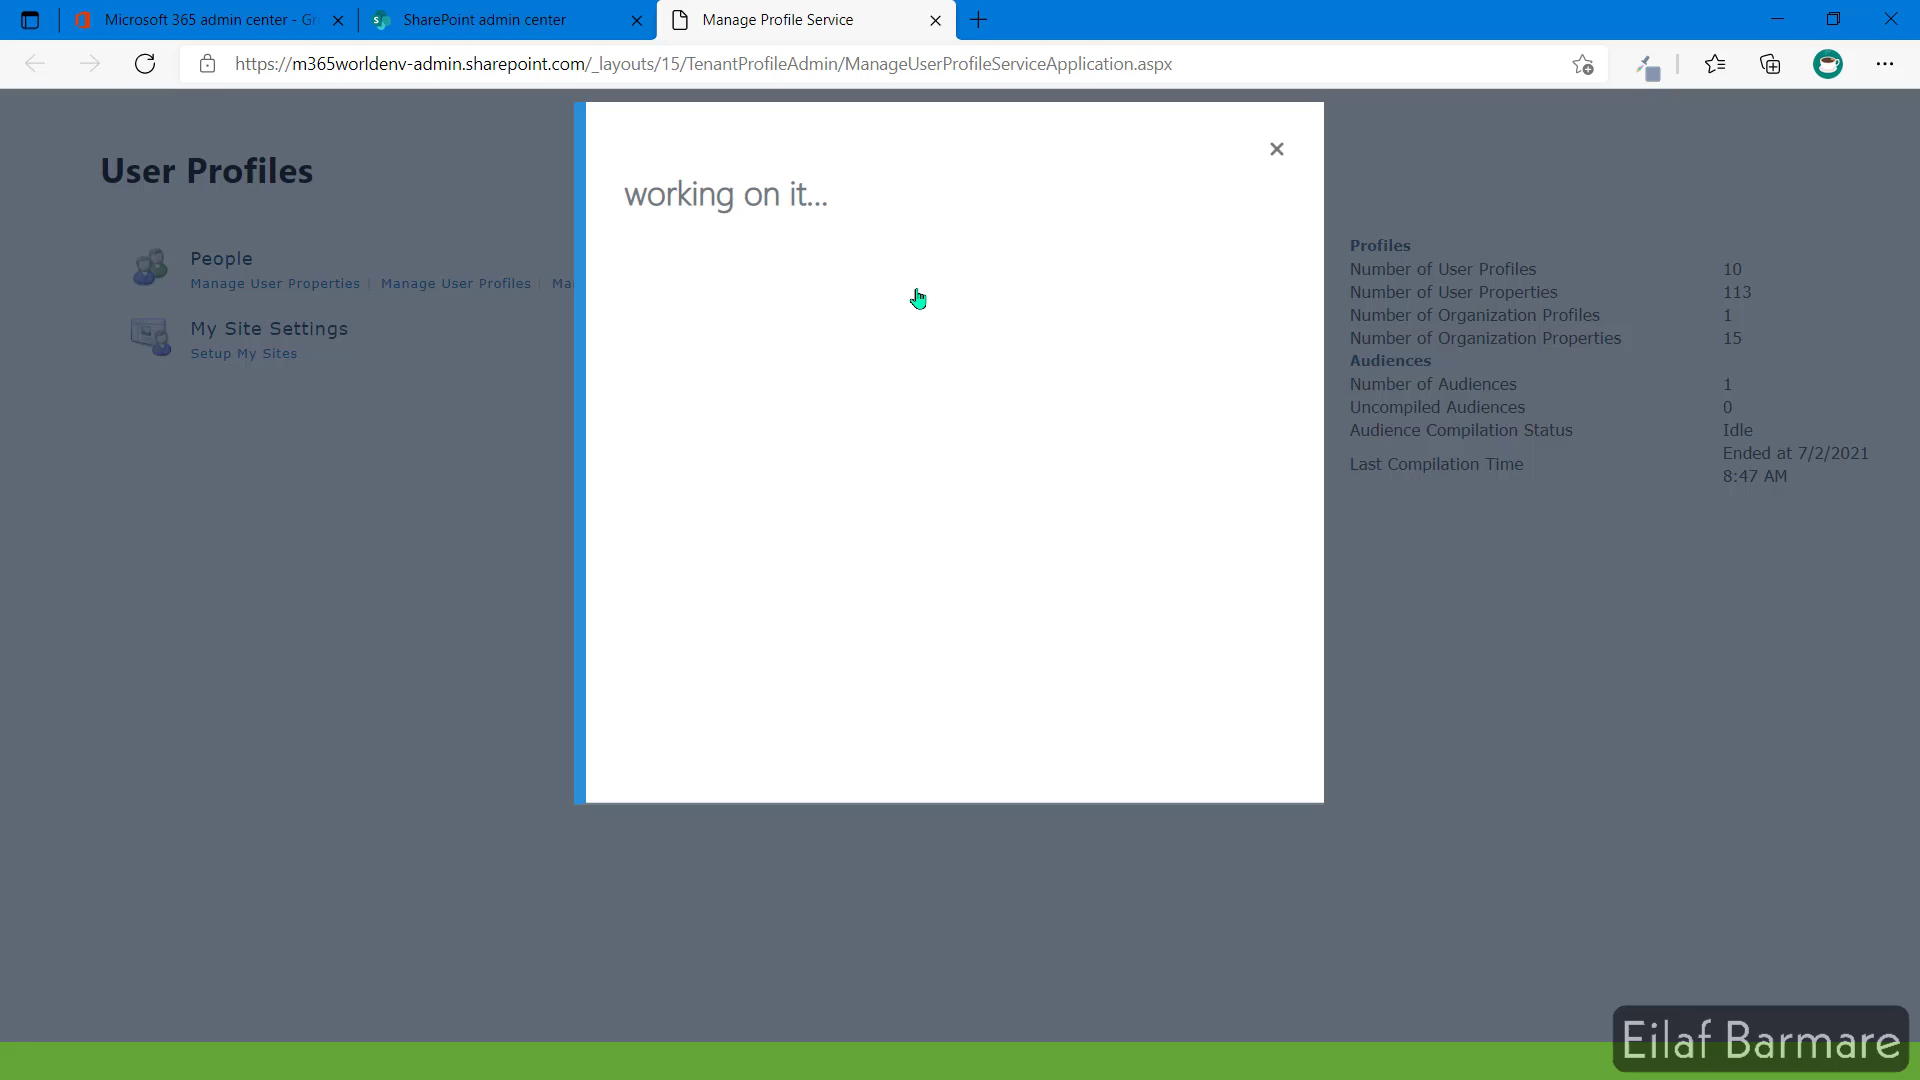 Microsoft 365 admin center - Gr
SharePoint admin center
Manage Profile Service
https://m365worldenv-admin.sharepoint.com/_layouts/15/TenantProfileAdmin/ManageUserProfileServiceApplication.aspx
User Profiles
People
Manage User Properties | Manage User Profiles | Ma
My Site Settings
Setup My Sites
working on it...
Profiles
Number of User Profiles 10
Number of User Properties 113
Number of Organization Profiles 1
Number of Organization Properties 15
Audiences
Number of Audiences 1
Uncompiled Audiences 0
Audience Compilation Status Idle
Last Compilation Time Ended at 7/2/2021
8:47 AM
Eilaf Barmare